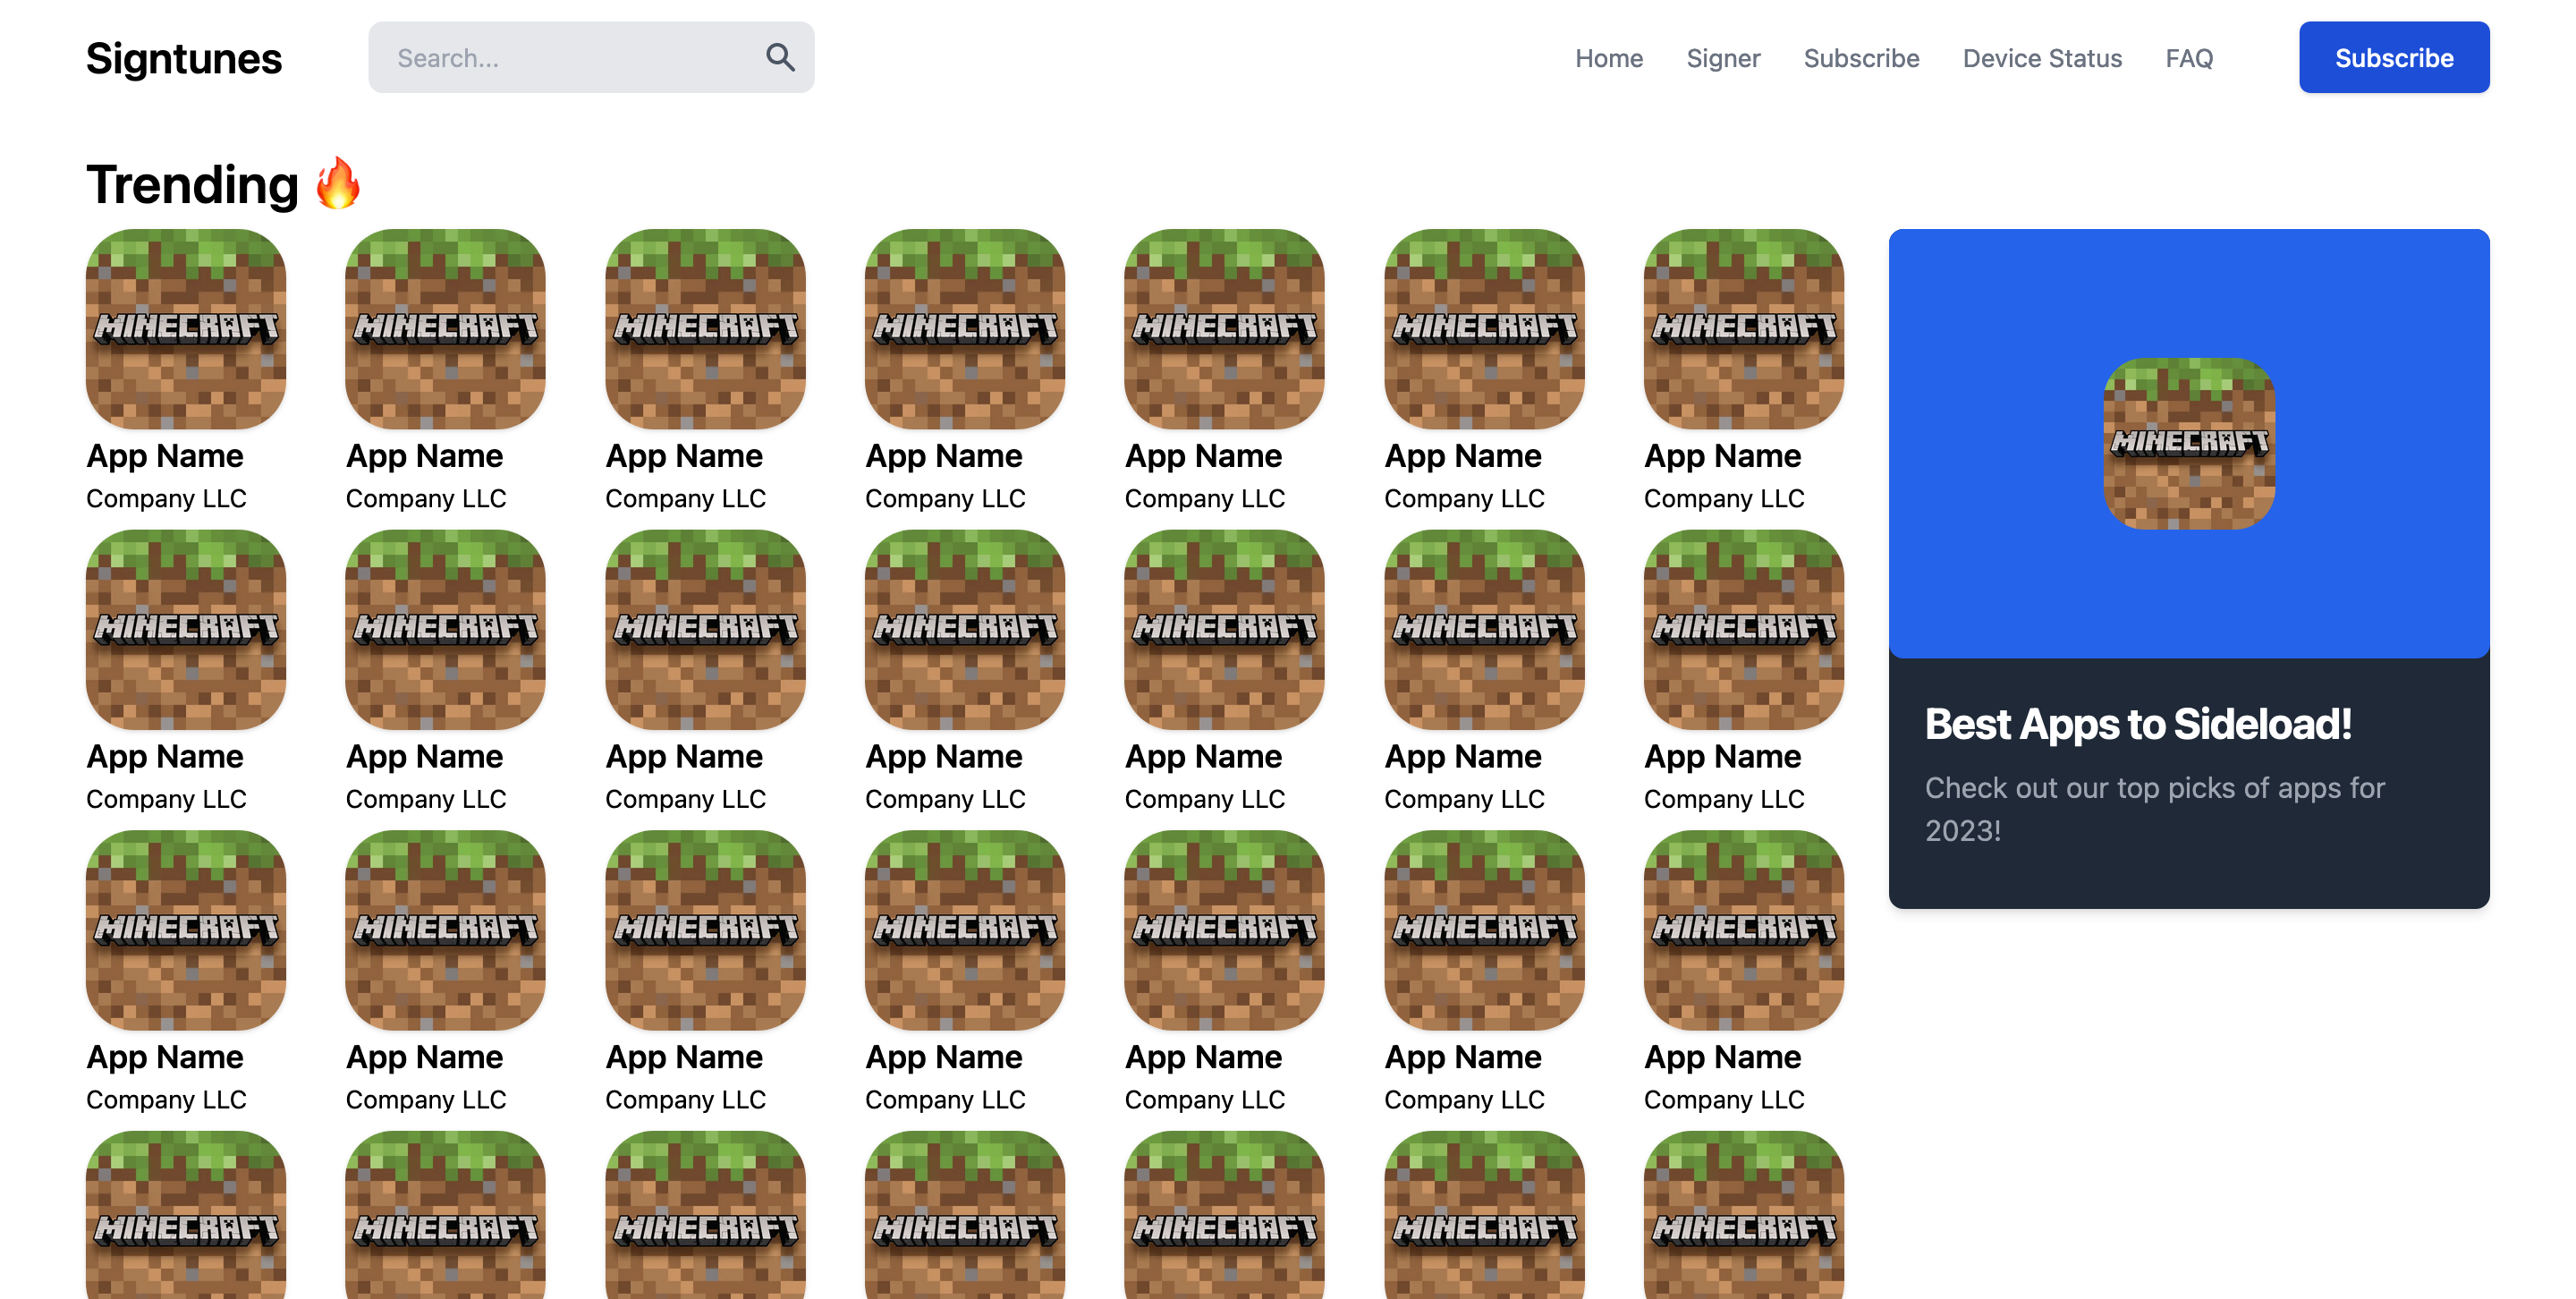 Signtunes Search... Home Signer Subscribe Device Status FAQ Subscribe
Trending 🔥
MINECRAFT MINECRAFT MINECRAFT MINECRAFT MINECRAFT MINECRAFT MINECRAFT
App Name App Name App Name App Name App Name App Name App Name
Company LLC Company LLC Company LLC Company LLC Company LLC Company LLC Company LLC
MINECRAFT MINECRAFT MINECRAFT MINECRAFT MINECRAFT MINECRAFT MINECRAFT
App Name App Name App Name App Name App Name App Name App Name
Company LLC Company LLC Company LLC Company LLC Company LLC Company LLC Company LLC
MINECRAFT MINECRAFT MINECRAFT MINECRAFT MINECRAFT MINECRAFT MINECRAFT
App Name App Name App Name App Name App Name App Name App Name
Company LLC Company LLC Company LLC Company LLC Company LLC Company LLC Company LLC
MINECRAFT MINECRAFT MINECRAFT MINECRAFT MINECRAFT MINECRAFT MINECRAFT
MINECRAFT
Best Apps to Sideload!
Check out our top picks of apps for
2023!